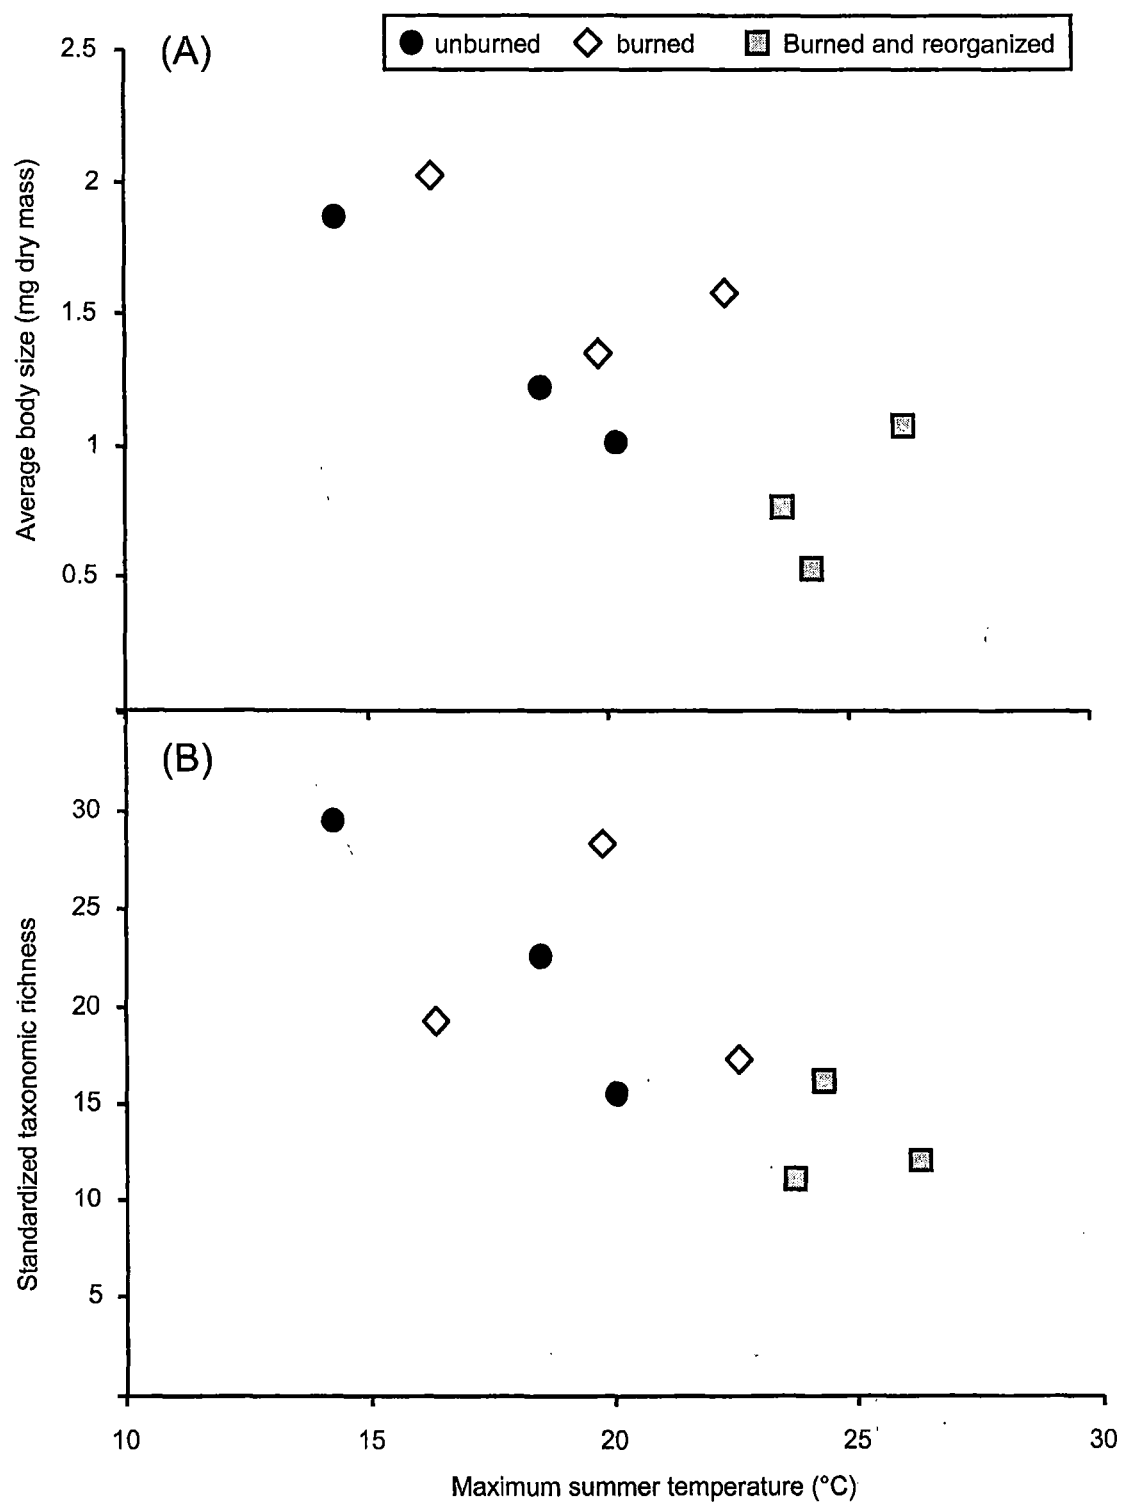 (A)
unburned burned Burned and reorganized
2.5
2
1.5
1
0.5
Average body size (mg dry mass)
(B)
30
25
20
15
10
5
Standardized taxonomic richness
10 15 20 25 30
Maximum summer temperature (°C)